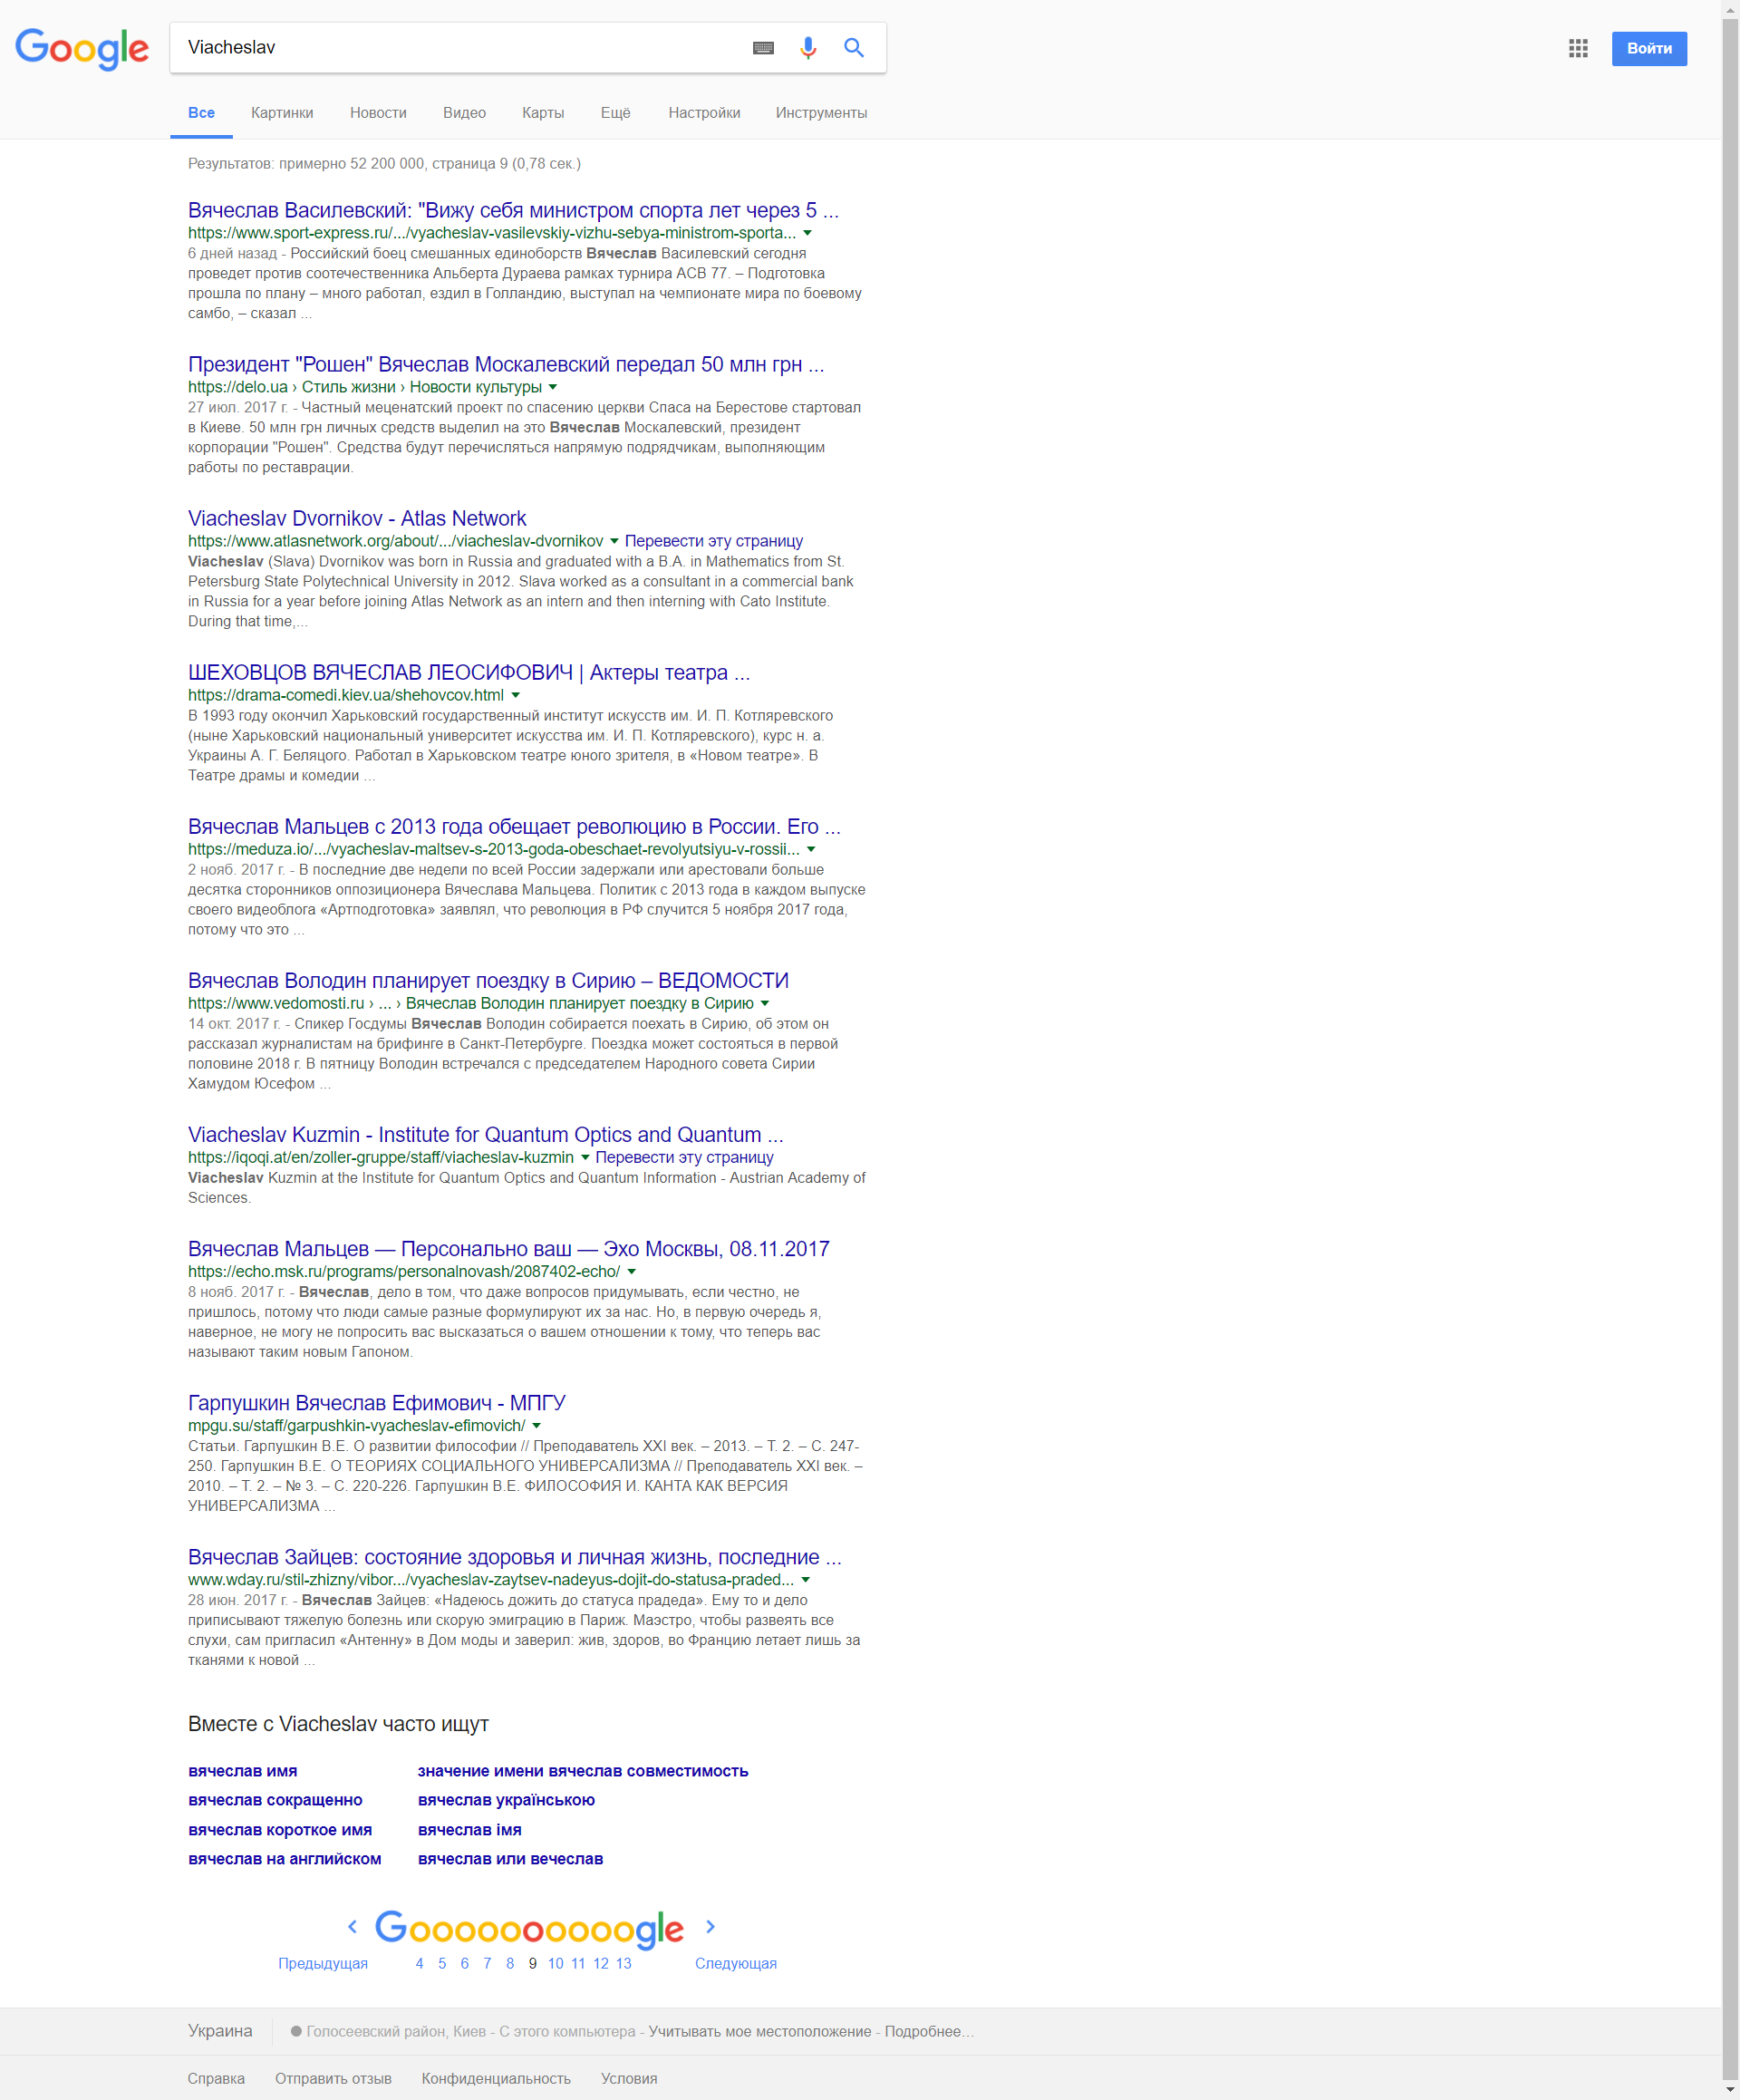 Google
Viacheslav
Войти
Все Картинки Новости Видео Карты Ещё Настройки Инструменты
Результатов: примерно 52 200 000, страница 9 (0,78 сек.)
Вячеслав Василевский: "Вижу себя министром спорта лет через 5 ...
https://www.sport-express.ru/.../vyacheslav-vasilevskiy-vizhu-sebya-ministrom-sporta...
6 дней назад - Российский боец смешанных единоборств Вячеслав Василевский сегодня
проведет против соотечественника Альберта Дураева рамках турнира ACB 77. – Подготовка
прошла по плану – много работал, ездил в Голландию, выступал на чемпионате мира по боевому
самбо, – сказал ...
Президент "Рошен" Вячеслав Москалевский передал 50 млн грн ...
https://delo.ua › Стиль жизни › Новости культуры
27 июл. 2017 г. - Частный меценатский проект по спасению церкви Спаса на Берестове стартовал
в Киеве. 50 млн грн личных средств выделил на это Вячеслав Москалевский, президент
корпорации "Рошен". Средства будут перечисляться напрямую подрядчикам, выполняющим
работы по реставрации.
Viacheslav Dvornikov - Atlas Network
https://www.atlasnetwork.org/about/.../viacheslav-dvornikov Перевести эту страницу
Viacheslav (Slava) Dvornikov was born in Russia and graduated with a B.A. in Mathematics from St.
Petersburg State Polytechnical University in 2012. Slava worked as a consultant in a commercial bank
in Russia for a year before joining Atlas Network as an intern and then interning with Cato Institute.
During that time,...
ШЕХОВЦОВ ВЯЧЕСЛАВ ЛЕОСИФОВИЧ | Актеры театра ...
https://drama-comedi.kiev.ua/shehovcov.html
В 1993 году окончил Харьковский государственный институт искусств им. И. П. Котляревского
(ныне Харьковский национальный университет искусства им. И. П. Котляревского), курс н. а.
Украины А. Г. Беляцого. Работал в Харьковском театре юного зрителя, в «Новом театре». В
Театре драмы и комедии ...
Вячеслав Мальцев с 2013 года обещает революцию в России. Его ...
https://meduza.io/.../vyacheslav-maltsev-s-2013-goda-obeschaet-revolyutsiyu-v-rossii...
2 нояб. 2017 г. - В последние две недели по всей России задержали или арестовали больше
десятка сторонников оппозиционера Вячеслава Мальцева. Политик с 2013 года в каждом выпуске
своего видеоблога «Артподготовка» заявлял, что революция в РФ случится 5 ноября 2017 года,
потому что это ...
Вячеслав Володин планирует поездку в Сирию – ВЕДОМОСТИ
https://www.vedomosti.ru › ... › Вячеслав Володин планирует поездку в Сирию
14 окт. 2017 г. - Спикер Госдумы Вячеслав Володин собирается поехать в Сирию, об этом он
рассказал журналистам на брифинге в Санкт-Петербурге. Поездка может состояться в первой
половине 2018 г. В пятницу Володин встречался с председателем Народного совета Сирии
Хамудом Юсефом ...
Viacheslav Kuzmin - Institute for Quantum Optics and Quantum ...
https://iqoqi.at/en/zoller-gruppe/staff/viacheslav-kuzmin Перевести эту страницу
Viacheslav Kuzmin at the Institute for Quantum Optics and Quantum Information - Austrian Academy of
Sciences.
Вячеслав Мальцев — Персонально ваш — Эхо Москвы, 08.11.2017
https://echo.msk.ru/programs/personalnovash/2087402-echo/
8 нояб. 2017 г. - Вячеслав, дело в том, что даже вопросов придумывать, если честно, не
пришлось, потому что люди самые разные формулируют их за нас. Но, в первую очередь я,
наверное, не могу не попросить вас высказаться о вашем отношении к тому, что теперь вас
называют таким новым Гапоном.
Гарпушкин Вячеслав Ефимович - МПГУ
mpgu.su/staff/garpushkin-vyacheslav-efimovich/
Статьи. Гарпушкин В.Е. О развитии философии // Преподаватель XXI век. – 2013. – Т. 2. – С. 247-
250. Гарпушкин В.Е. О ТЕОРИЯХ СОЦИАЛЬНОГО УНИВЕРСАЛИЗМА // Преподаватель XXI век. –
2010. – Т. 2. – № 3. – С. 220-226. Гарпушкин В.Е. ФИЛОСОФИЯ И. КАНТА КАК ВЕРСИЯ
УНИВЕРСАЛИЗМА ...
Вячеслав Зайцев: состояние здоровья и личная жизнь, последние ...
www.wday.ru/stil-zhizny/vibor.../vyacheslav-zaytsev-nadeyus-dojit-do-statusa-praded...
28 июн. 2017 г. - Вячеслав Зайцев: «Надеюсь дожить до статуса прадеда». Ему то и дело
приписывают тяжелую болезнь или скорую эмиграцию в Париж. Маэстро, чтобы развеять все
слухи, сам пригласил «Антенну» в Дом моды и заверил: жив, здоров, во Францию летает лишь за
тканями к новой ...
Вместе с Viacheslav часто ищут
вячеслав имя значение имени вячеслав совместимость
вячеслав сокращенно вячеслав українською
вячеслав короткое имя вячеслав імя
вячеслав на английском вячеслав или вечеслав
Goooooooooogle
Предыдущая 4 5 6 7 8 9 10 11 12 13 Следующая
Украина Голосеевский район, Киев - С этого компьютера - Учитывать мое местоположение - Подробнее…
Справка Отправить отзыв Конфиденциальность Условия